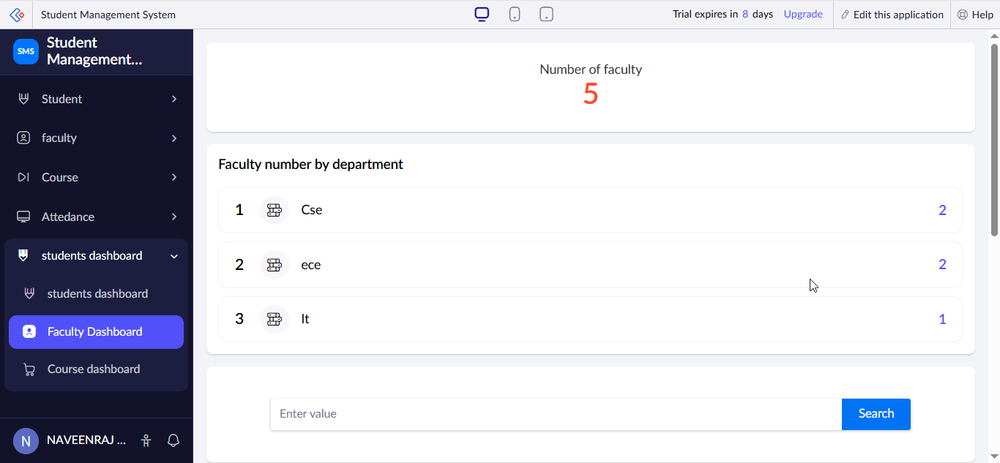 Student Management System
Trial expires in 8 days Upgrade Edit this application Help
SMS
Student
Management...
Student
faculty
Course
Attedance
students dashboard
students dashboard
Faculty Dashboard
Course dashboard
N NAVEENRAJ ...
Number of faculty
5
Faculty number by department
1 Cse 2
2 ece 2
3 It 1
Enter value Search